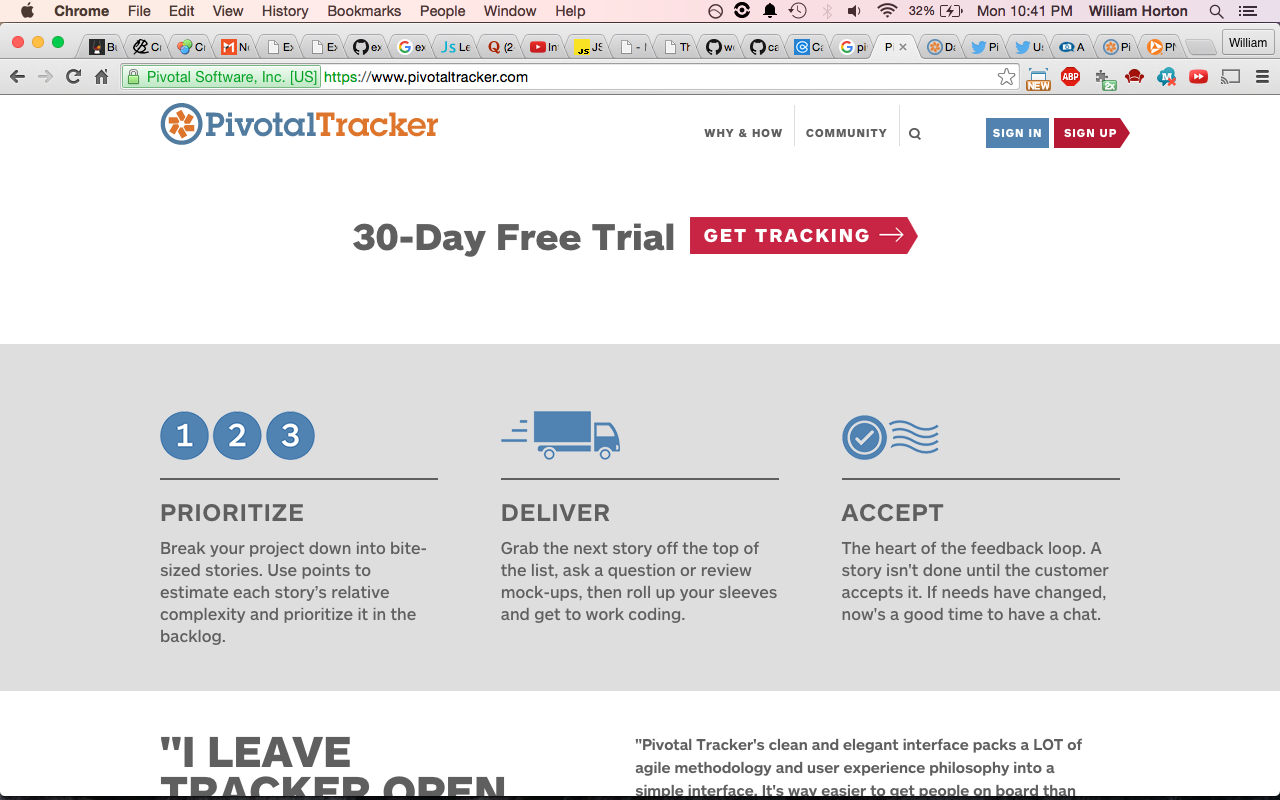 Chrome File Edit View History Bookmarks People Window Help 32% Mon 10:41 PM William Horton
William
Pivotal Software, Inc. [US] https://www.pivotaltracker.com
NEW ABP 2x
PivotalTracker
WHY & HOW COMMUNITY SIGN IN SIGN UP
30-Day Free Trial GET TRACKING
1 2 3
PRIORITIZE
Break your project down into bite-
sized stories. Use points to
estimate each story's relative
complexity and prioritize it in the
backlog.
DELIVER
Grab the next story off the top of
the list, ask a question or review
mock-ups, then roll up your sleeves
and get to work coding.
ACCEPT
The heart of the feedback loop. A
story isn't done until the customer
accepts it. If needs have changed,
now's a good time to have a chat.
"I LEAVE
TRACKER OPEN
"Pivotal Tracker's clean and elegant interface packs a LOT of
agile methodology and user experience philosophy into a
simple interface. It's way easier to get people on board than